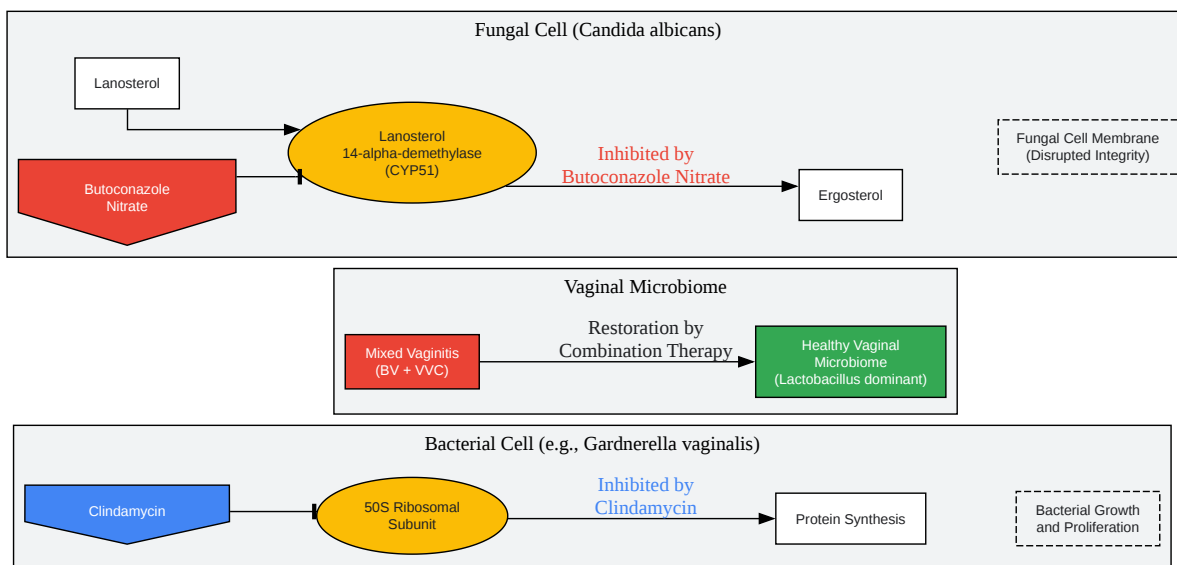 Fungal Cell (Candida albicans)
Lanosterol
Lanosterol
14-alpha-demethylase
(CYP51)
Fungal Cell Membrane
(Disrupted Integrity)
Inhibited by
Butoconazole Nitrate
Butoconazole
Nitrate
Ergosterol
Vaginal Microbiome
Mixed Vaginitis
(BV + VVC)
Restoration by
Combination Therapy
Healthy Vaginal
Microbiome
(Lactobacillus dominant)
Bacterial Cell (e.g., Gardnerella vaginalis)
Clindamycin
50S Ribosomal
Subunit
Inhibited by
Clindamycin
Protein Synthesis
Bacterial Growth
and Proliferation